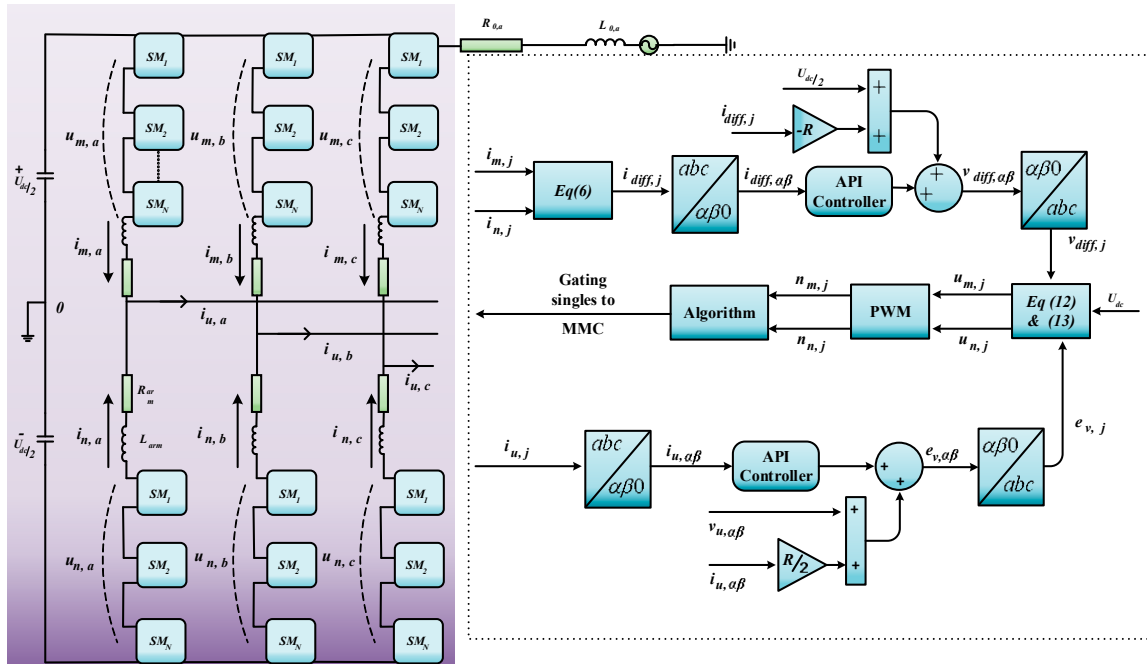 R 0,a
L 0,a
SM1
SM1
SM1
um, a
um, b
um, c
SM2
SM2
SM2
SMN
SMN
SMN
+
Udc/2
im, a
im, b
im, c
0
iu, a
iu, b
iu, c
Rar
m
in, a
Larm
in, b
in, c
-
Udc/2
SM1
SM1
SM1
un, a
un, b
un, c
SM2
SM2
SM2
SMN
SMN
SMN
Udc/2
+
idiff, j
-R
+
im, j
Eq(6)
idiff, j
abc
αβ0
idiff, αβ
API
Controller
+
+
vdiff, αβ
αβ0
abc
in, j
vdiff, j
Gating
singles to
MMC
Algorithm
nm, j
nn, j
PWM
um, j
un, j
Eq (12)
& (13)
Udc
ev, j
iu, j
abc
αβ0
iu, αβ
API
Controller
+
+
ev, αβ
αβ0
abc
vu, αβ
+
iu, αβ
R/2
+